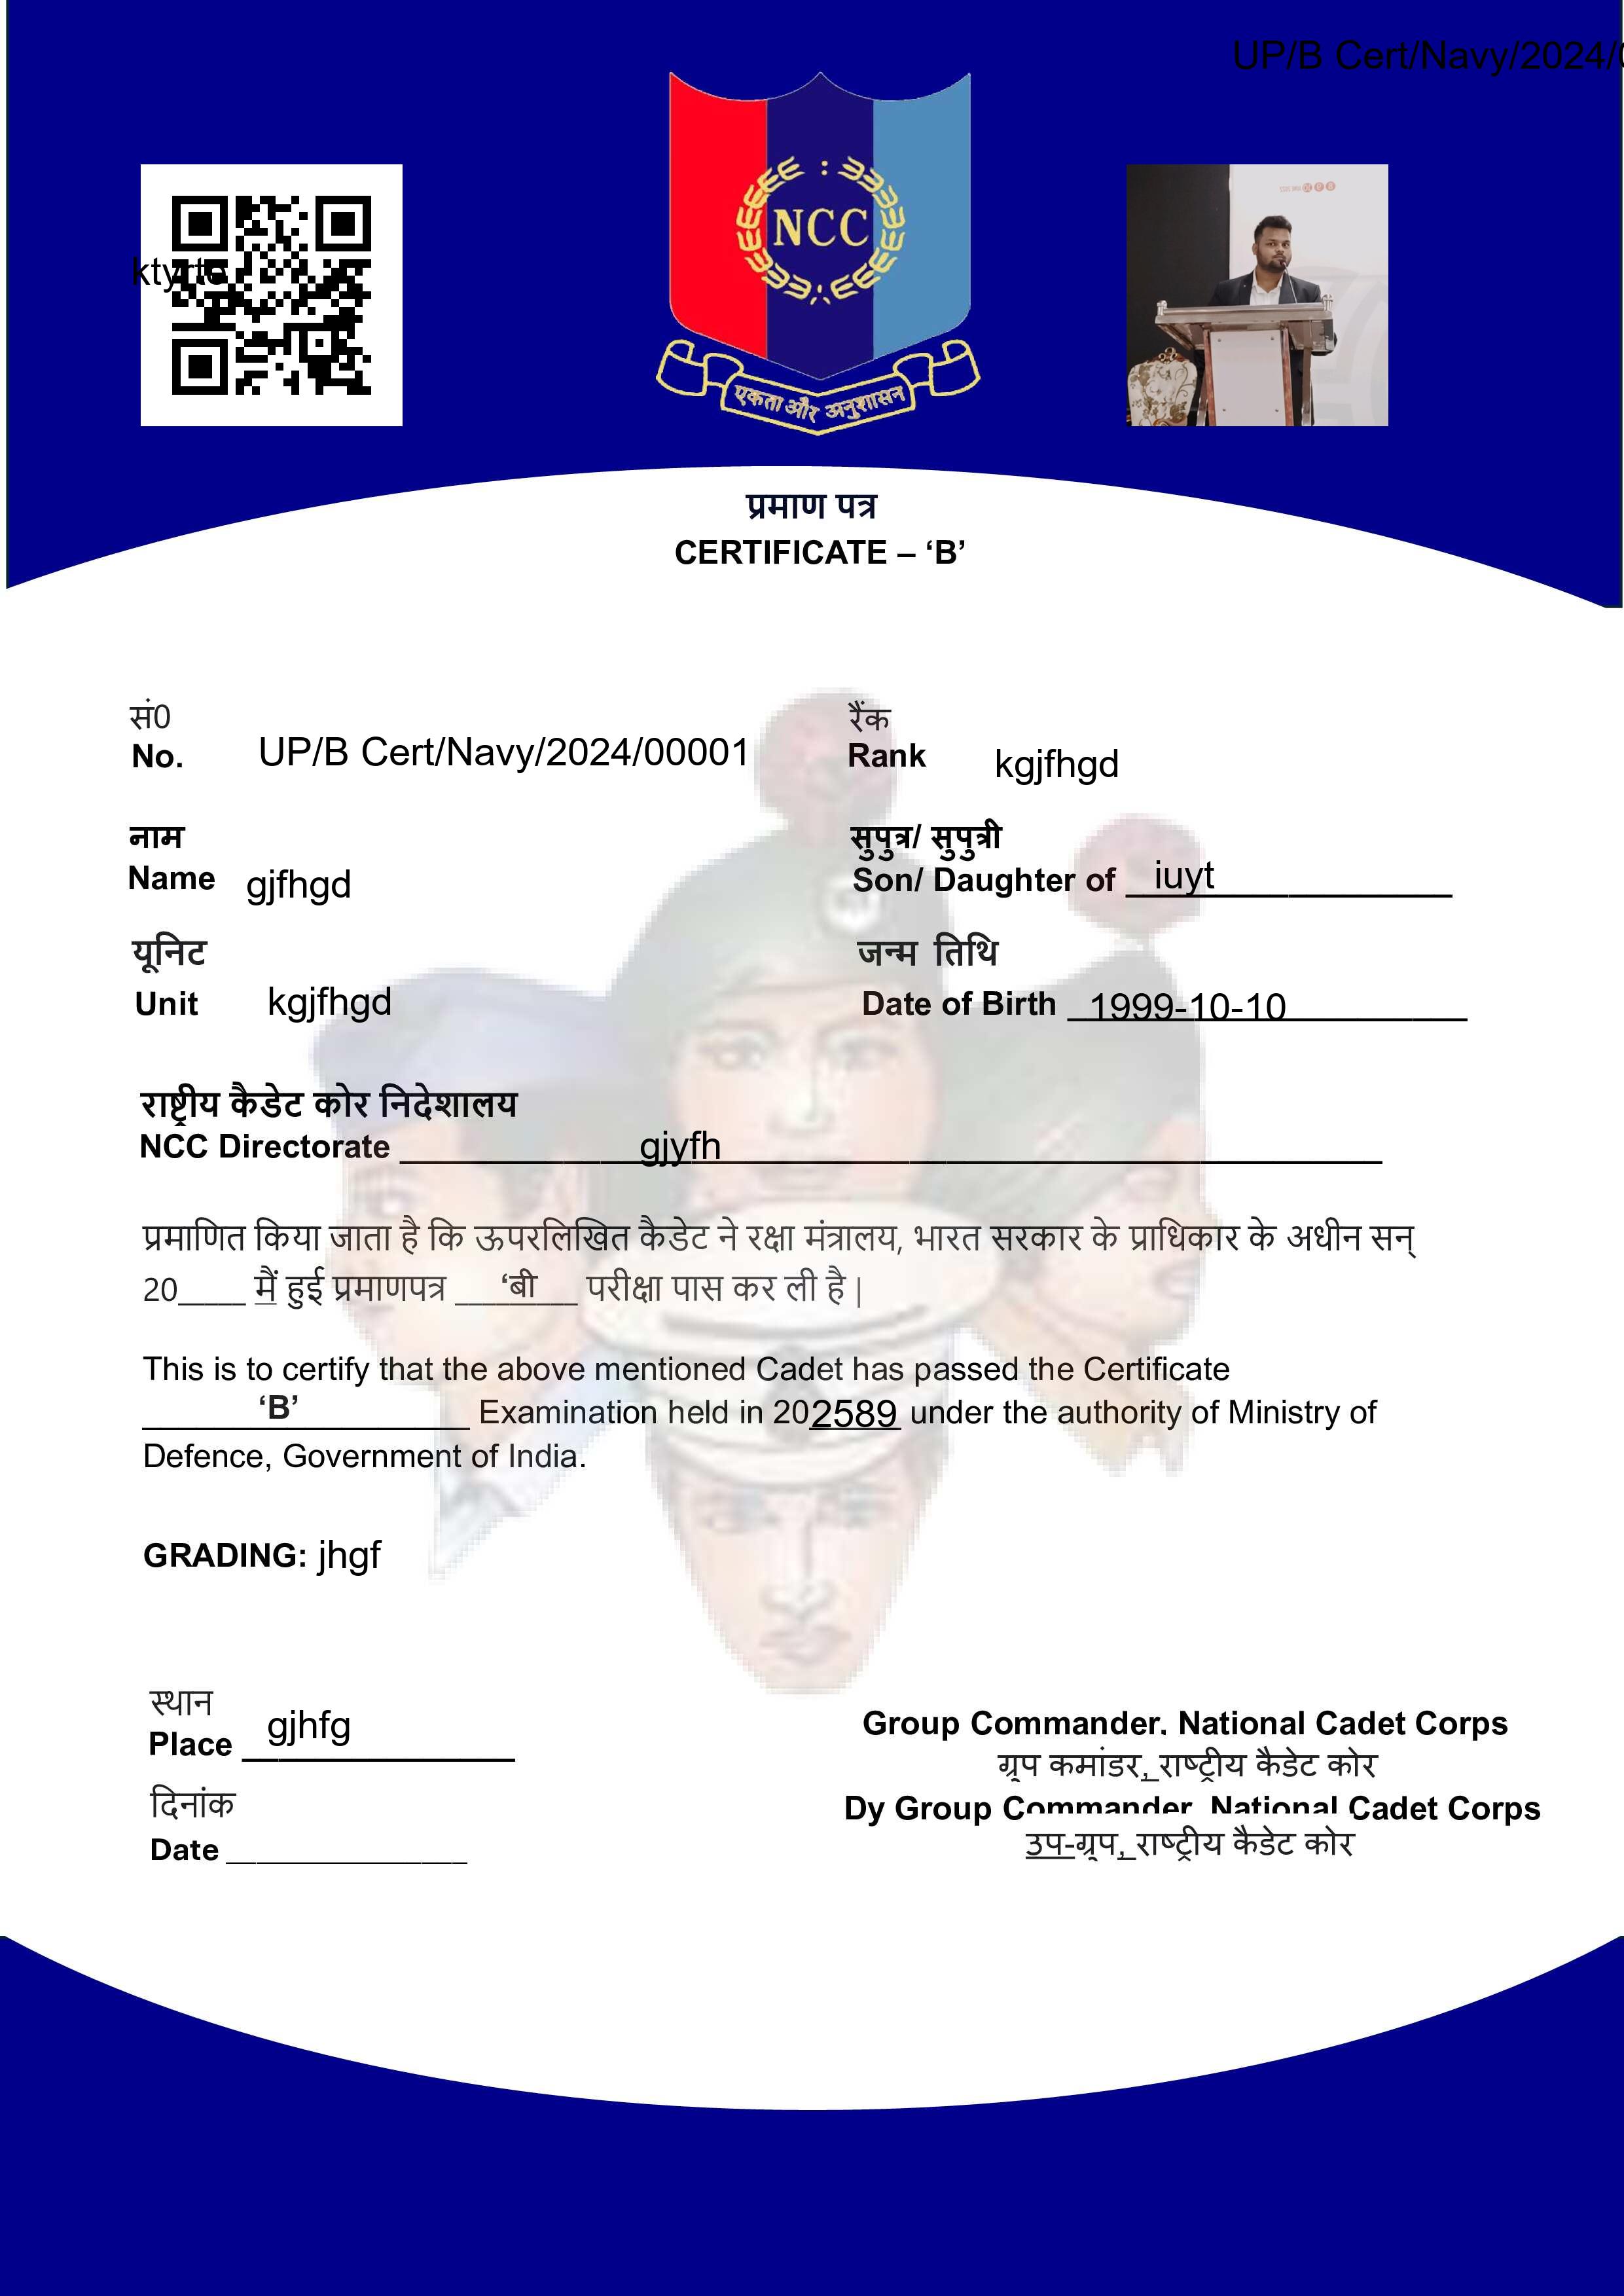 UP/B Cert/Navy/2024/
NCC
एकता और अनुशासन
प्रमाण पत्र
CERTIFICATE – ‘B’
सं0
No. UP/B Cert/Navy/2024/00001
रैंक
Rank kgjfhgd
नाम
Name gjfhgd
सुपुत्र/ सुपुत्री
Son/ Daughter of iuyt
यूनिट
Unit kgjfhgd
जन्म तिथि
Date of Birth 1999-10-10
राष्ट्रीय कैडेट कोर निदेशालय
NCC Directorate gjyfh
प्रमाणित किया जाता है कि ऊपरलिखित कैडेट ने रक्षा मंत्रालय, भारत सरकार के प्राधिकार के अधीन सन्
20____ मैं हुई प्रमाणपत्र ‘बी परीक्षा पास कर ली है |
This is to certify that the above mentioned Cadet has passed the Certificate
‘B’ Examination held in 202589 under the authority of Ministry of
Defence, Government of India.
GRADING: jhgf
स्थान
Place gjhfg
दिनांक
Date
Group Commander, National Cadet Corps
ग्रुप कमांडर, राष्ट्रीय कैडेट कोर
Dy Group Commander, National Cadet Corps
उप-ग्रुप, राष्ट्रीय कैडेट कोर